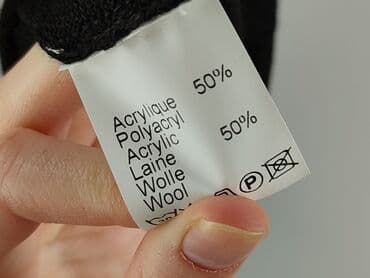 Acrylique 50%
Polyacryl
Acrylic
Laine 50%
Wolle
Wool
P